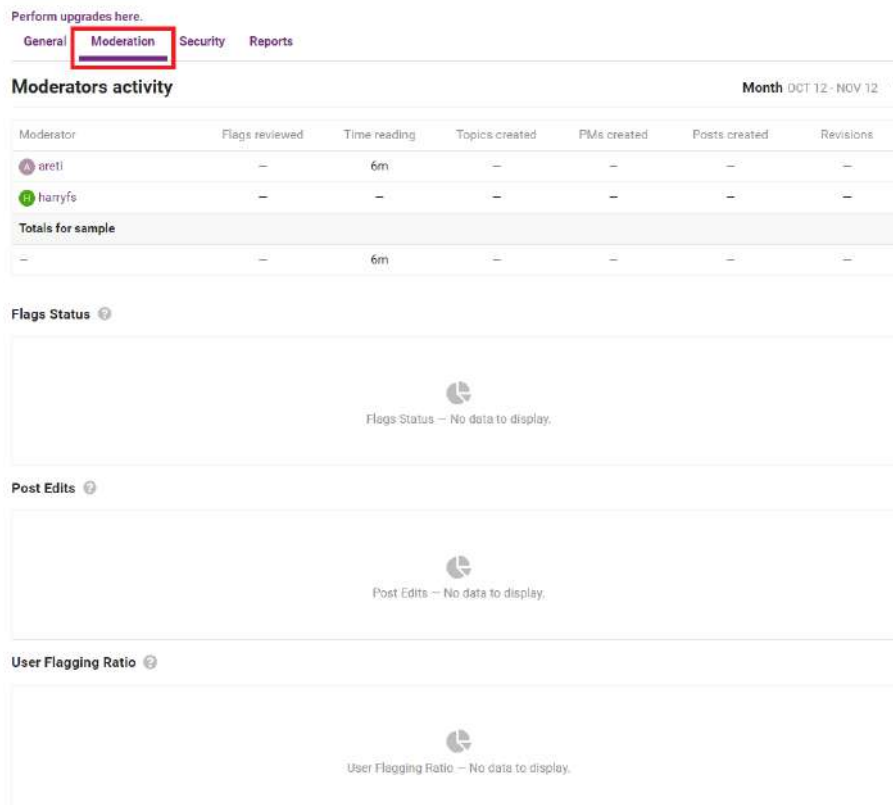 Perform upgrades here.
General Moderation Security Reports
Moderators activity Month OCT 12 - NOV 12
Moderator Flags reviewed Time reading Topics created PMs created Posts created Revisions
A areti — 6m — — — —
H harryfs — — — — — —
Totals for sample
— — 6m — — — —
Flags Status ?
Flags Status — No data to display.
Post Edits ?
Post Edits — No data to display.
User Flagging Ratio ?
User Flagging Ratio — No data to display.